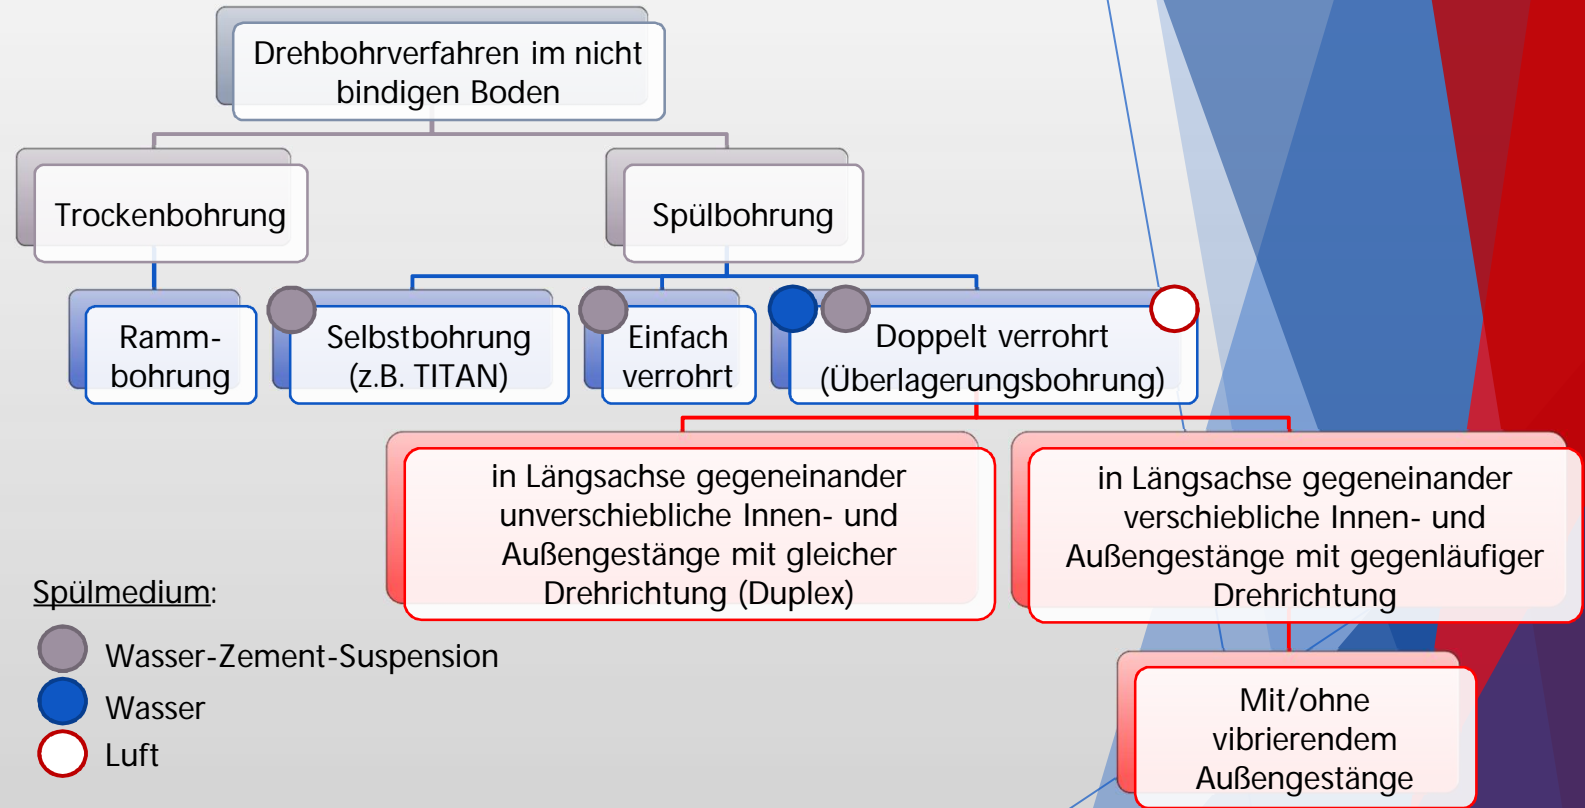 Drehbohrverfahren im nicht
bindigen Boden
Trockenbohrung
Spülbohrung
Ramm-
bohrung
Selbstbohrung
(z.B. TITAN)
Einfach
verrohrt
Doppelt verrohrt
(Überlagerungsbohrung)
in Längsachse gegeneinander
unverschiebliche Innen- und
Außengestänge mit gleicher
Drehrichtung (Duplex)
in Längsachse gegeneinander
verschiebliche Innen- und
Außengestänge mit gegenläufiger
Drehrichtung
Mit/ohne
vibrierendem
Außengestänge
Spülmedium:
Wasser-Zement-Suspension
Wasser
Luft